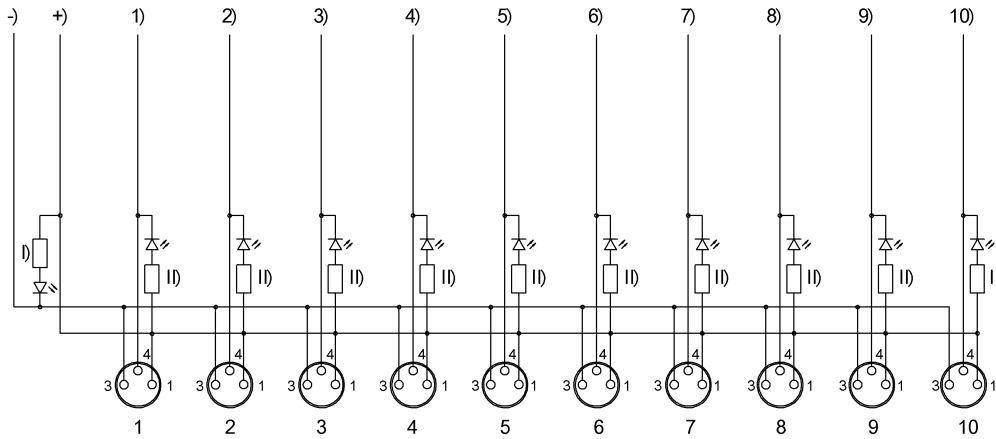 -) +) 1) 2) 3) 4) 5) 6) 7) 8) 9) 10)
I) II) II) II) II) II) II) II) II) II) I
4 4 4 4 4 4 4 4 4 4
3 1 3 1 3 1 3 1 3 1 3 1 3 1 3 1 3 1 3 1
1 2 3 4 5 6 7 8 9 10